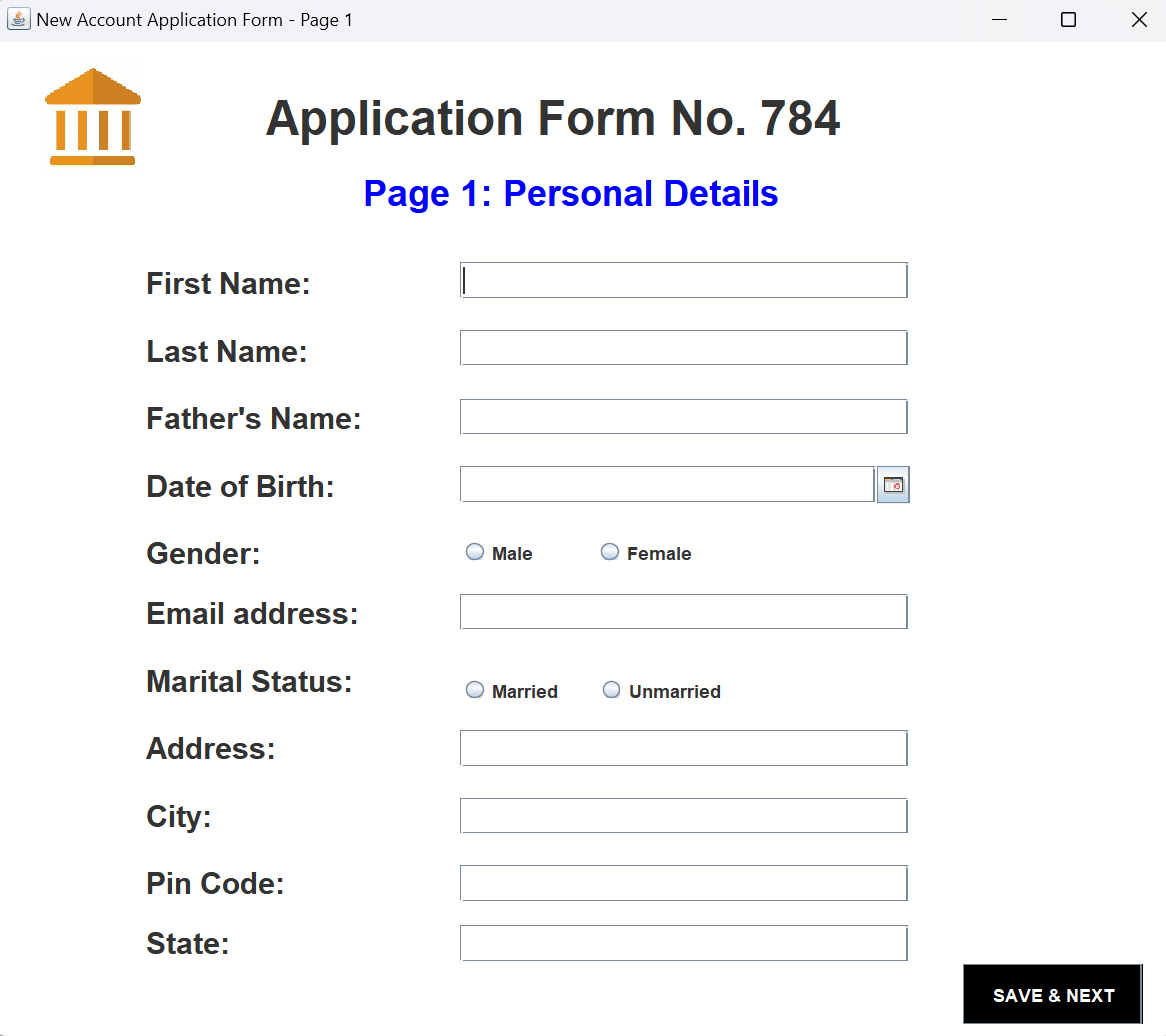 New Account Application Form - Page 1
Application Form No. 784
Page 1: Personal Details
First Name:
Last Name:
Father's Name:
Date of Birth:
Gender: Male Female
Email address:
Marital Status: Married Unmarried
Address:
City:
Pin Code:
State:
SAVE & NEXT